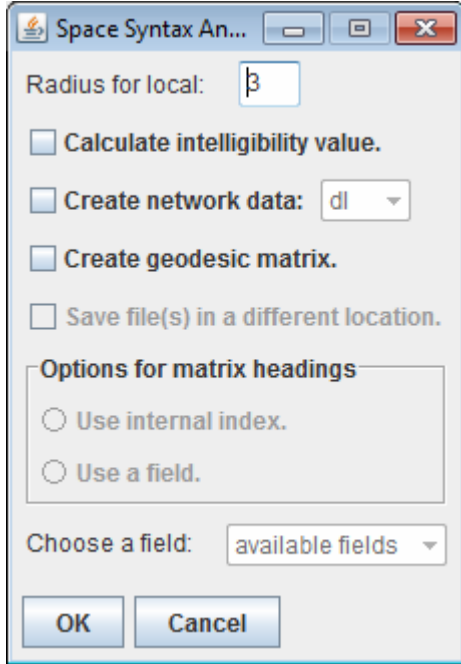 Space Syntax An...
Radius for local: 3
Calculate intelligibility value.
Create network data: dl
Create geodesic matrix.
Save file(s) in a different location.
Options for matrix headings
Use internal index.
Use a field.
Choose a field: available fields
OK Cancel